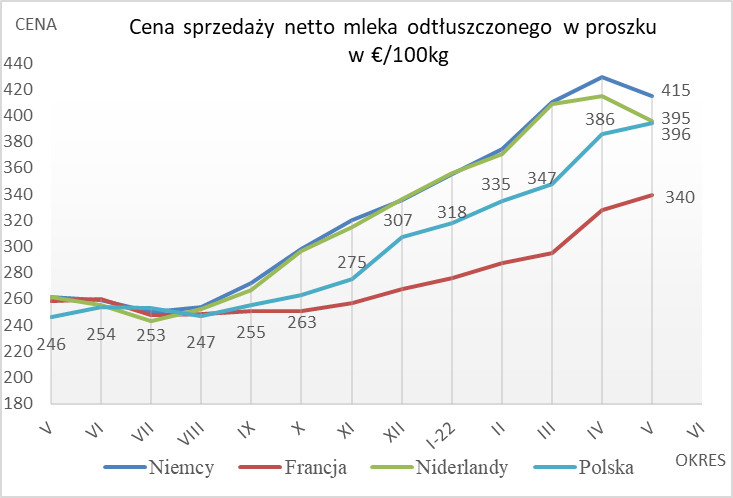 CENA
Cena sprzedaży netto mleka odtłuszczonego w proszku
w €/100kg
440
420
400
380
360
340
320
300
280
260
240
220
200
180
415
395
396
386
340
347
335
318
307
275
263
255
247
253
254
246
V
VI
VII
VIII
IX
X
XI
XII
I-22
II
III
IV
V
VI
OKRES
Niemcy
Francja
Niderlandy
Polska